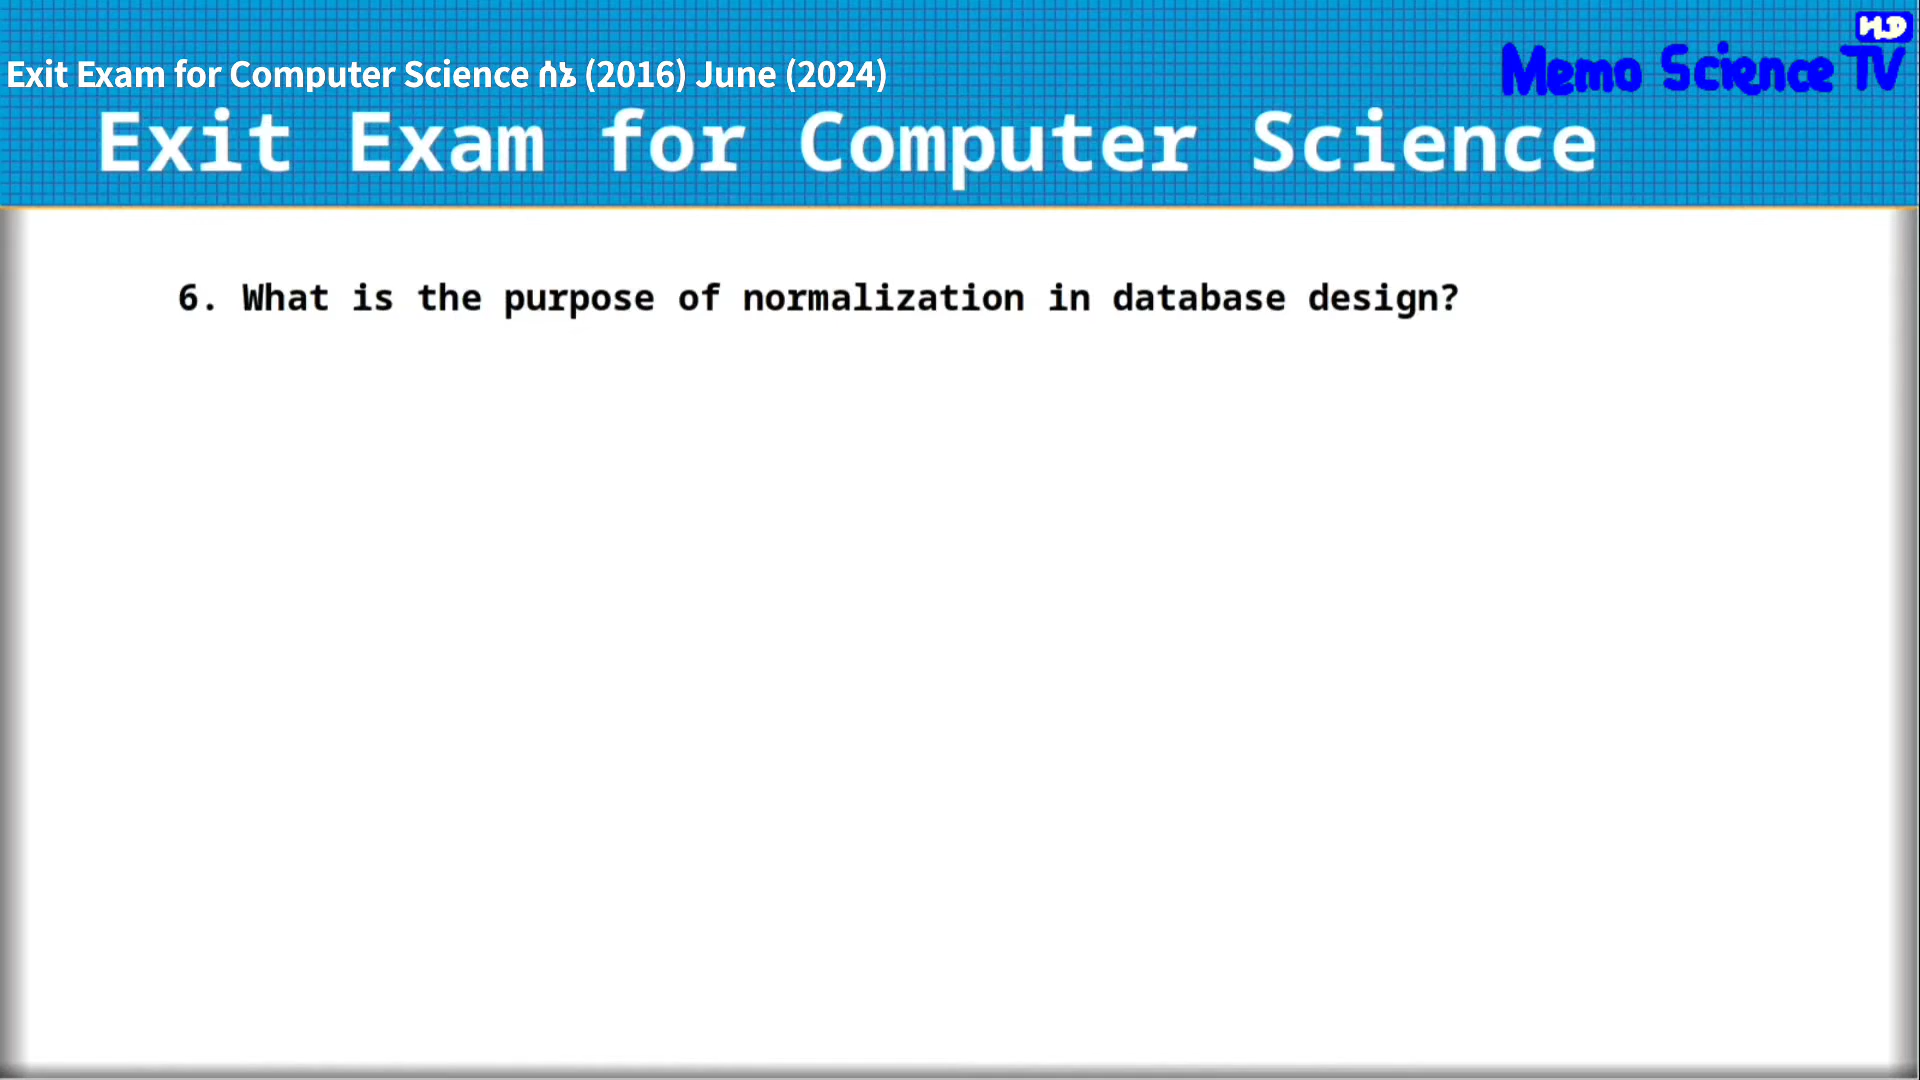 HD
Memo Science TV
Exit Exam for Computer Science ሰኔ (2016) June (2024)
Exit Exam for Computer Science
6. What is the purpose of normalization in database design?